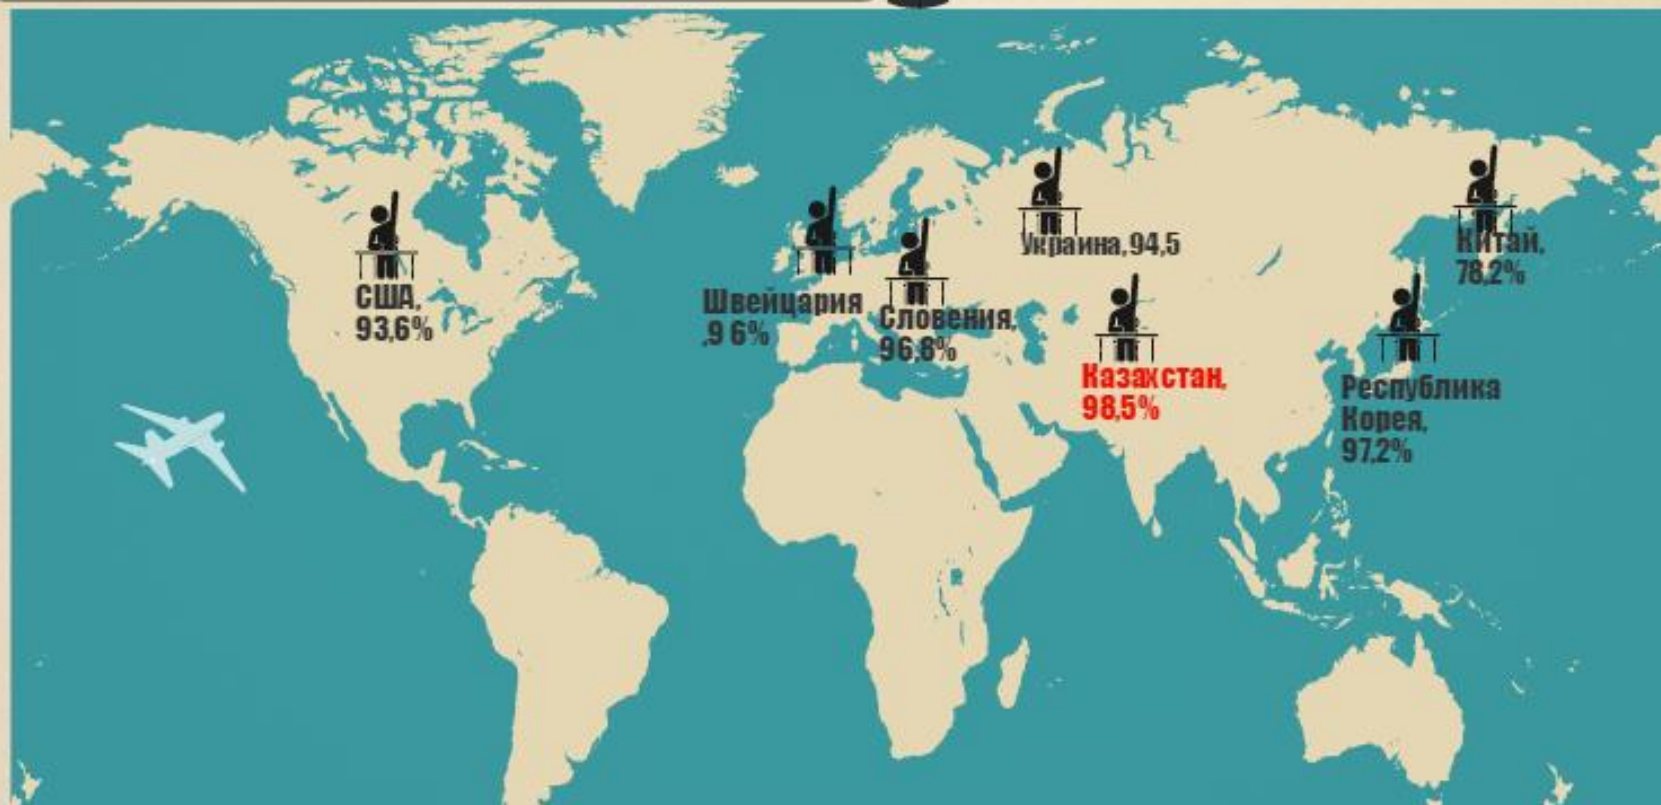 США,
93,6%
Швейцария
,9 6%
Словения,
96,8%
Украина,94,5
Казахстан,
98,5%
Китай,
78,2%
Республика
Корея,
97,2%